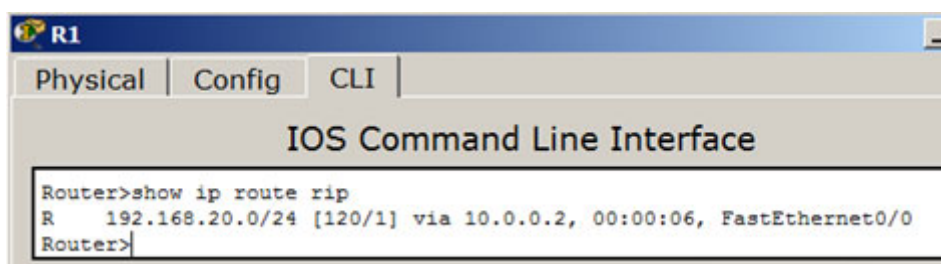 R1
Physical Config CLI
IOS Command Line Interface
Router>show ip route rip
R 192.168.20.0/24 [120/1] via 10.0.0.2, 00:00:06, FastEthernet0/0
Router>